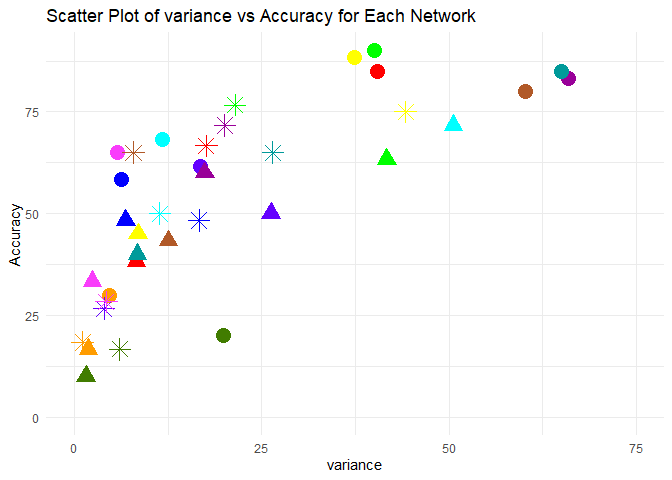 Scatter Plot of variance vs Accuracy for Each Network
75
50
25
0
Accuracy
0 25 50 75
variance